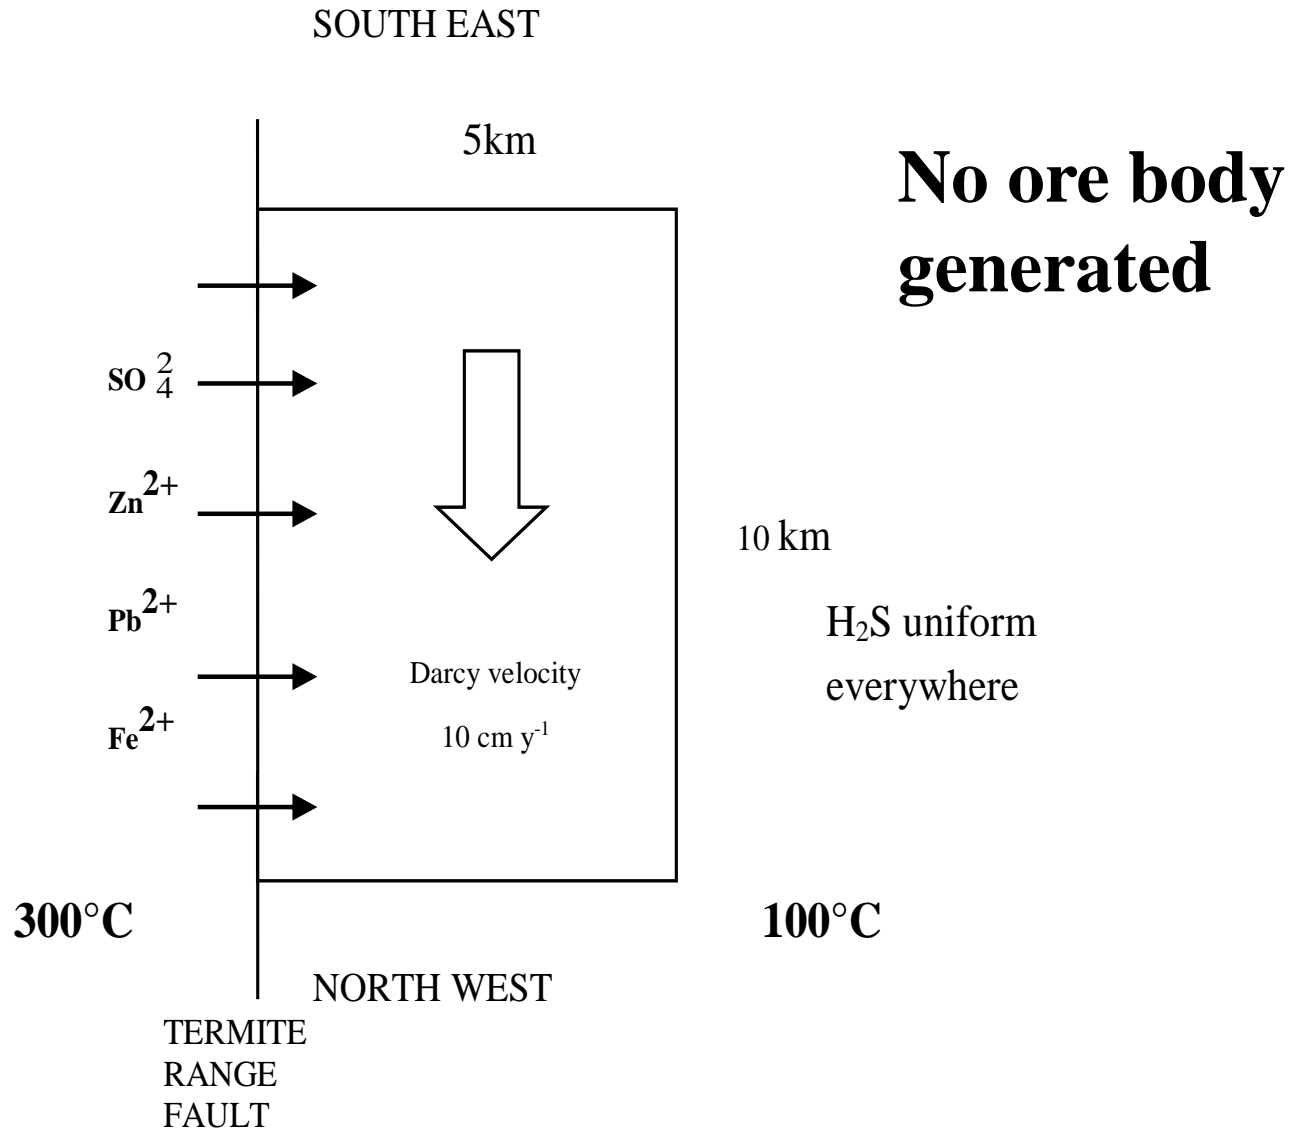 SOUTH EAST
5km
No ore body
generated
SO 2 4
Zn2+
10 km
Pb2+
H2S uniform
everywhere
Darcy velocity
Fe2+
10 cm y-1
300°C
100°C
NORTH WEST
TERMITE
RANGE
FAULT